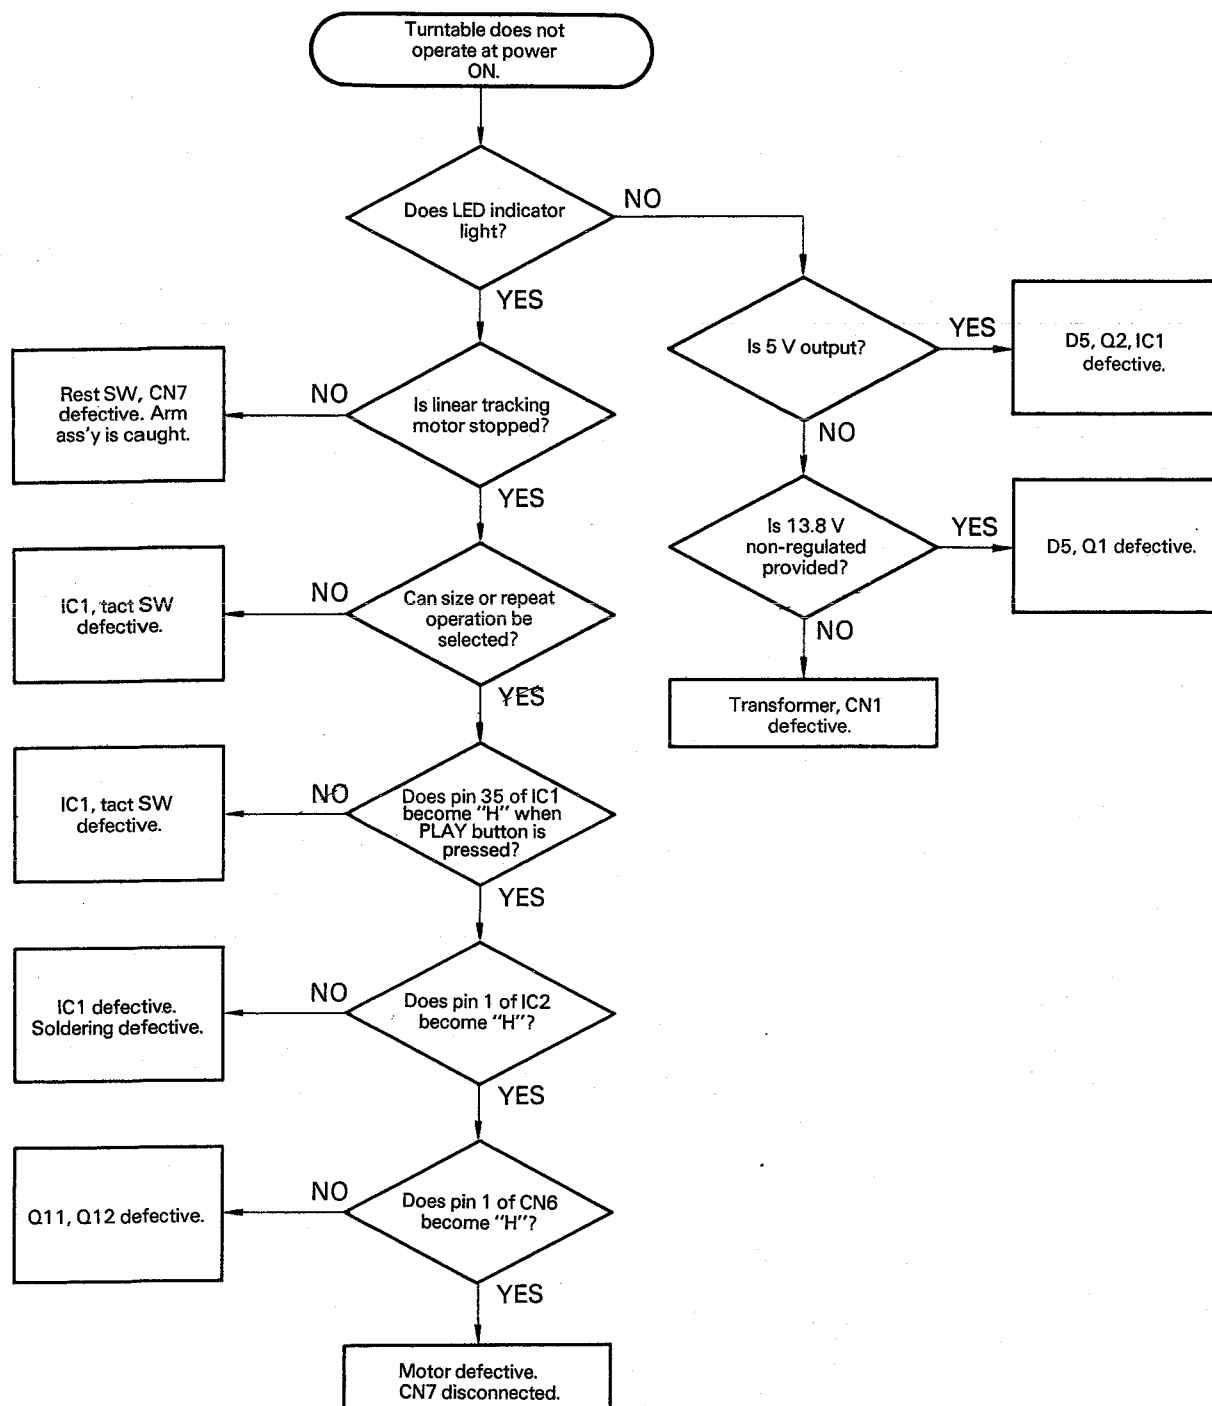 Turntable does not
operate at power
ON.
Does LED indicator
light?
NO
YES
Is 5 V output?
YES
D5, Q2, IC1
defective.
NO
Is linear tracking
motor stopped?
NO
Rest SW, CN7
defective. Arm
ass'y is caught.
YES
Is 13.8 V
non-regulated
provided?
YES
D5, Q1 defective.
NO
Transformer, CN1
defective.
Can size or repeat
operation be
selected?
NO
IC1, tact SW
defective.
YES
Does pin 35 of IC1
become "H" when
PLAY button is
pressed?
NO
IC1, tact SW
defective.
YES
Does pin 1 of IC2
become "H"?
NO
IC1 defective.
Soldering defective.
YES
Does pin 1 of CN6
become "H"?
NO
Q11, Q12 defective.
YES
Motor defective.
CN7 disconnected.